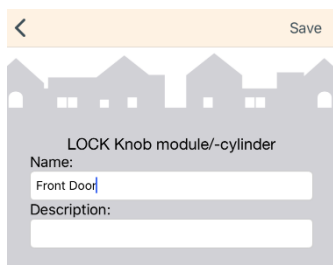 Save
LOCK Knob module/-cylinder
Name:
Front Door
Description: